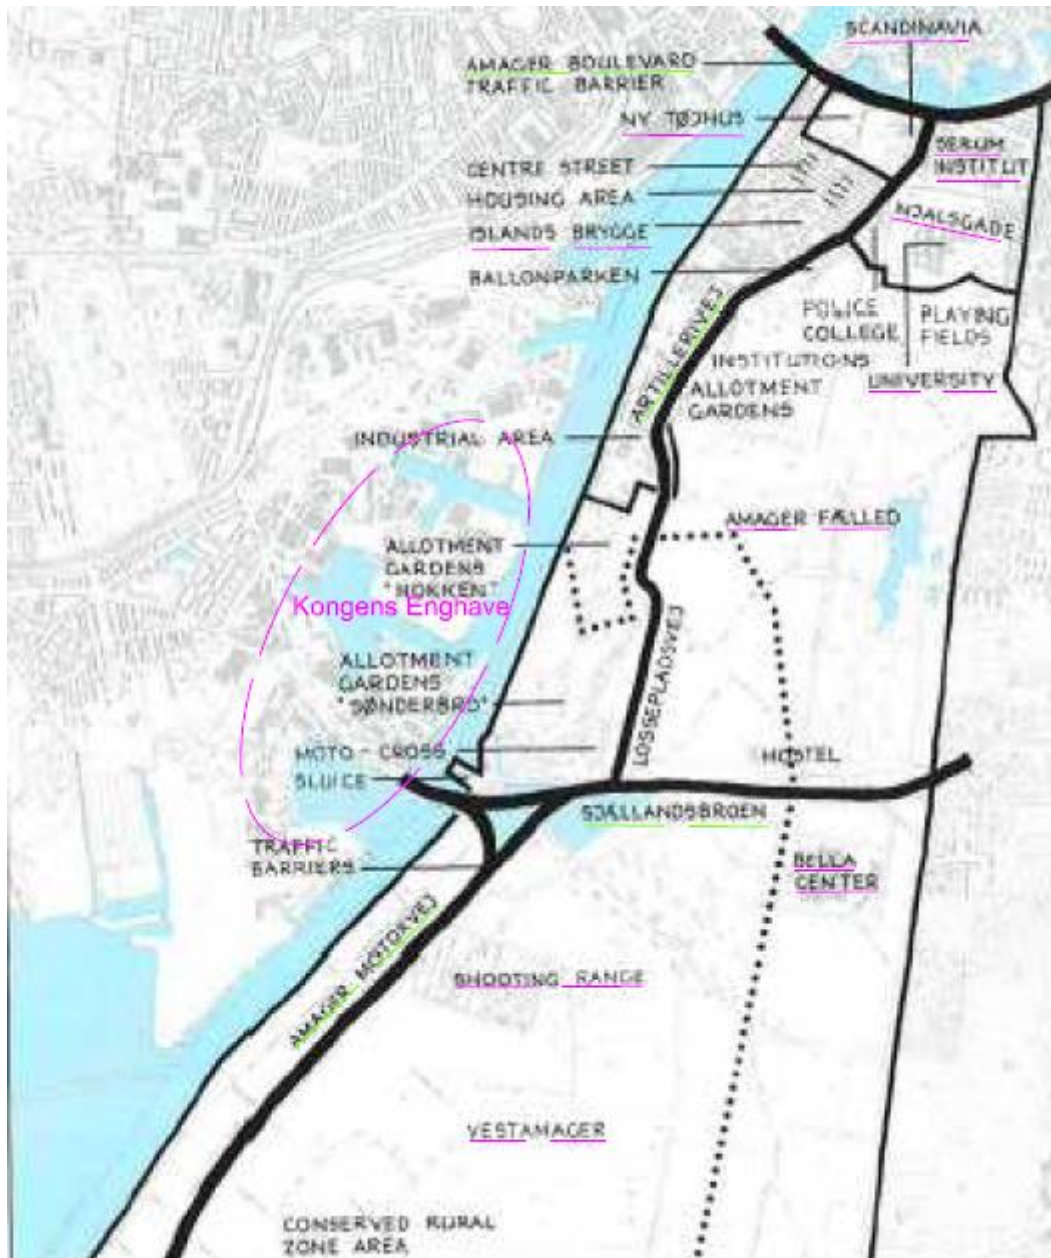 SCANDINAVIA
AMAGER BOULEVARD
TRAFFIC BARRIER
NY TØJHUS
SERUM
INSTITUT
CENTRE STREET
HOUSING AREA
NJALSGADE
ISLANDS BRYGGE
BALLONPARKEN
POLICE
COLLEGE
PLAYING
FIELDS
ARTILLERIVEJ
INSTITUTIONS
UNIVERSITY
ALLOTMENT
GARDENS
INDUSTRIAL AREA
AMAGER FÆLLED
ALLOTMENT
GARDENS
"NOKKEN"
Kongens Enghave
ALLOTMENT
GARDENS
"SØNDERBRO"
LOSSEPLADSVEJ
MOTO-CROSS
HOSTEL
SLUICE
SJÆLLANDSBROEN
TRAFFIC
BARRIERS
BELLA
CENTER
AMAGER MOTORVEJ
SHOOTING RANGE
VESTAMAGER
CONSERVED RURAL
ZONE AREA